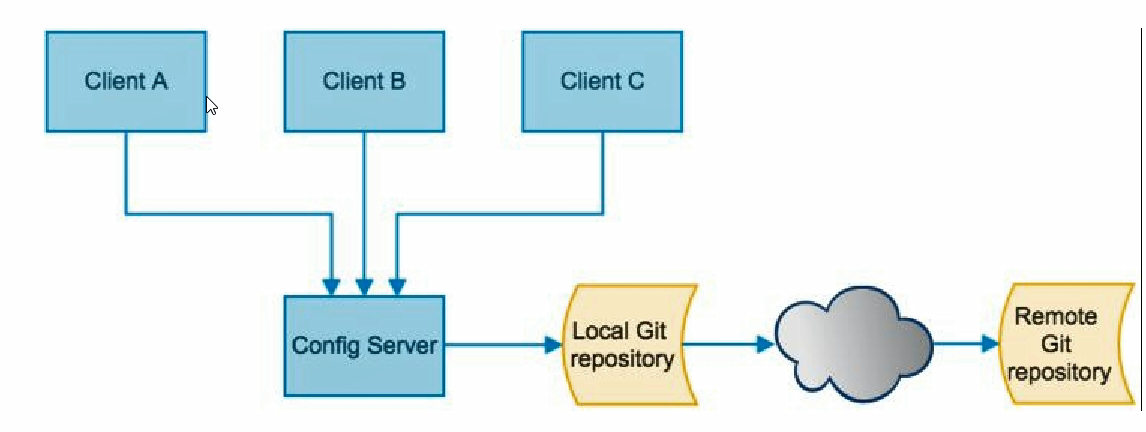 Client A
Client B
Client C
Config Server
Local Git
repository
Remote
Git
repository